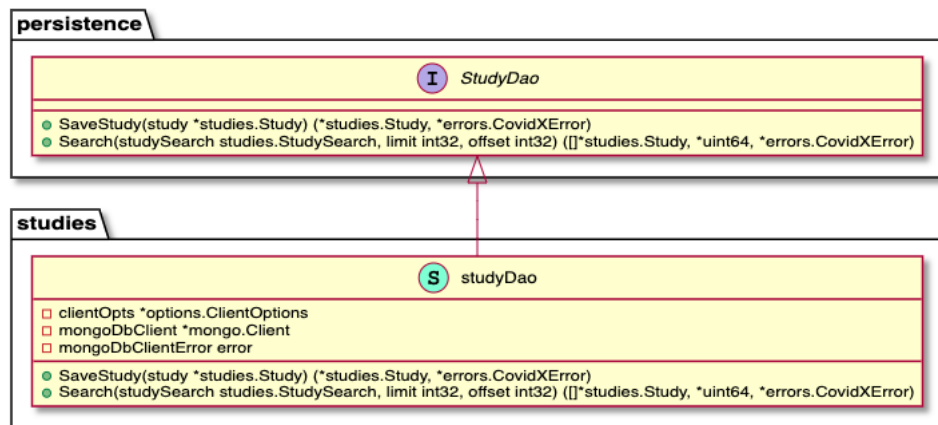 persistence
I StudyDao
SaveStudy(study *studies.Study) (*studies.Study, *errors.CovidXError)
Search(studySearch studies.StudySearch, limit int32, offset int32) ([]*studies.Study, *uint64, *errors.CovidXError)
studies
S studyDao
clientOpts *options.ClientOptions
mongoDbClient *mongo.Client
mongoDbClientError error
SaveStudy(study *studies.Study) (*studies.Study, *errors.CovidXError)
Search(studySearch studies.StudySearch, limit int32, offset int32) ([]*studies.Study, *uint64, *errors.CovidXError)